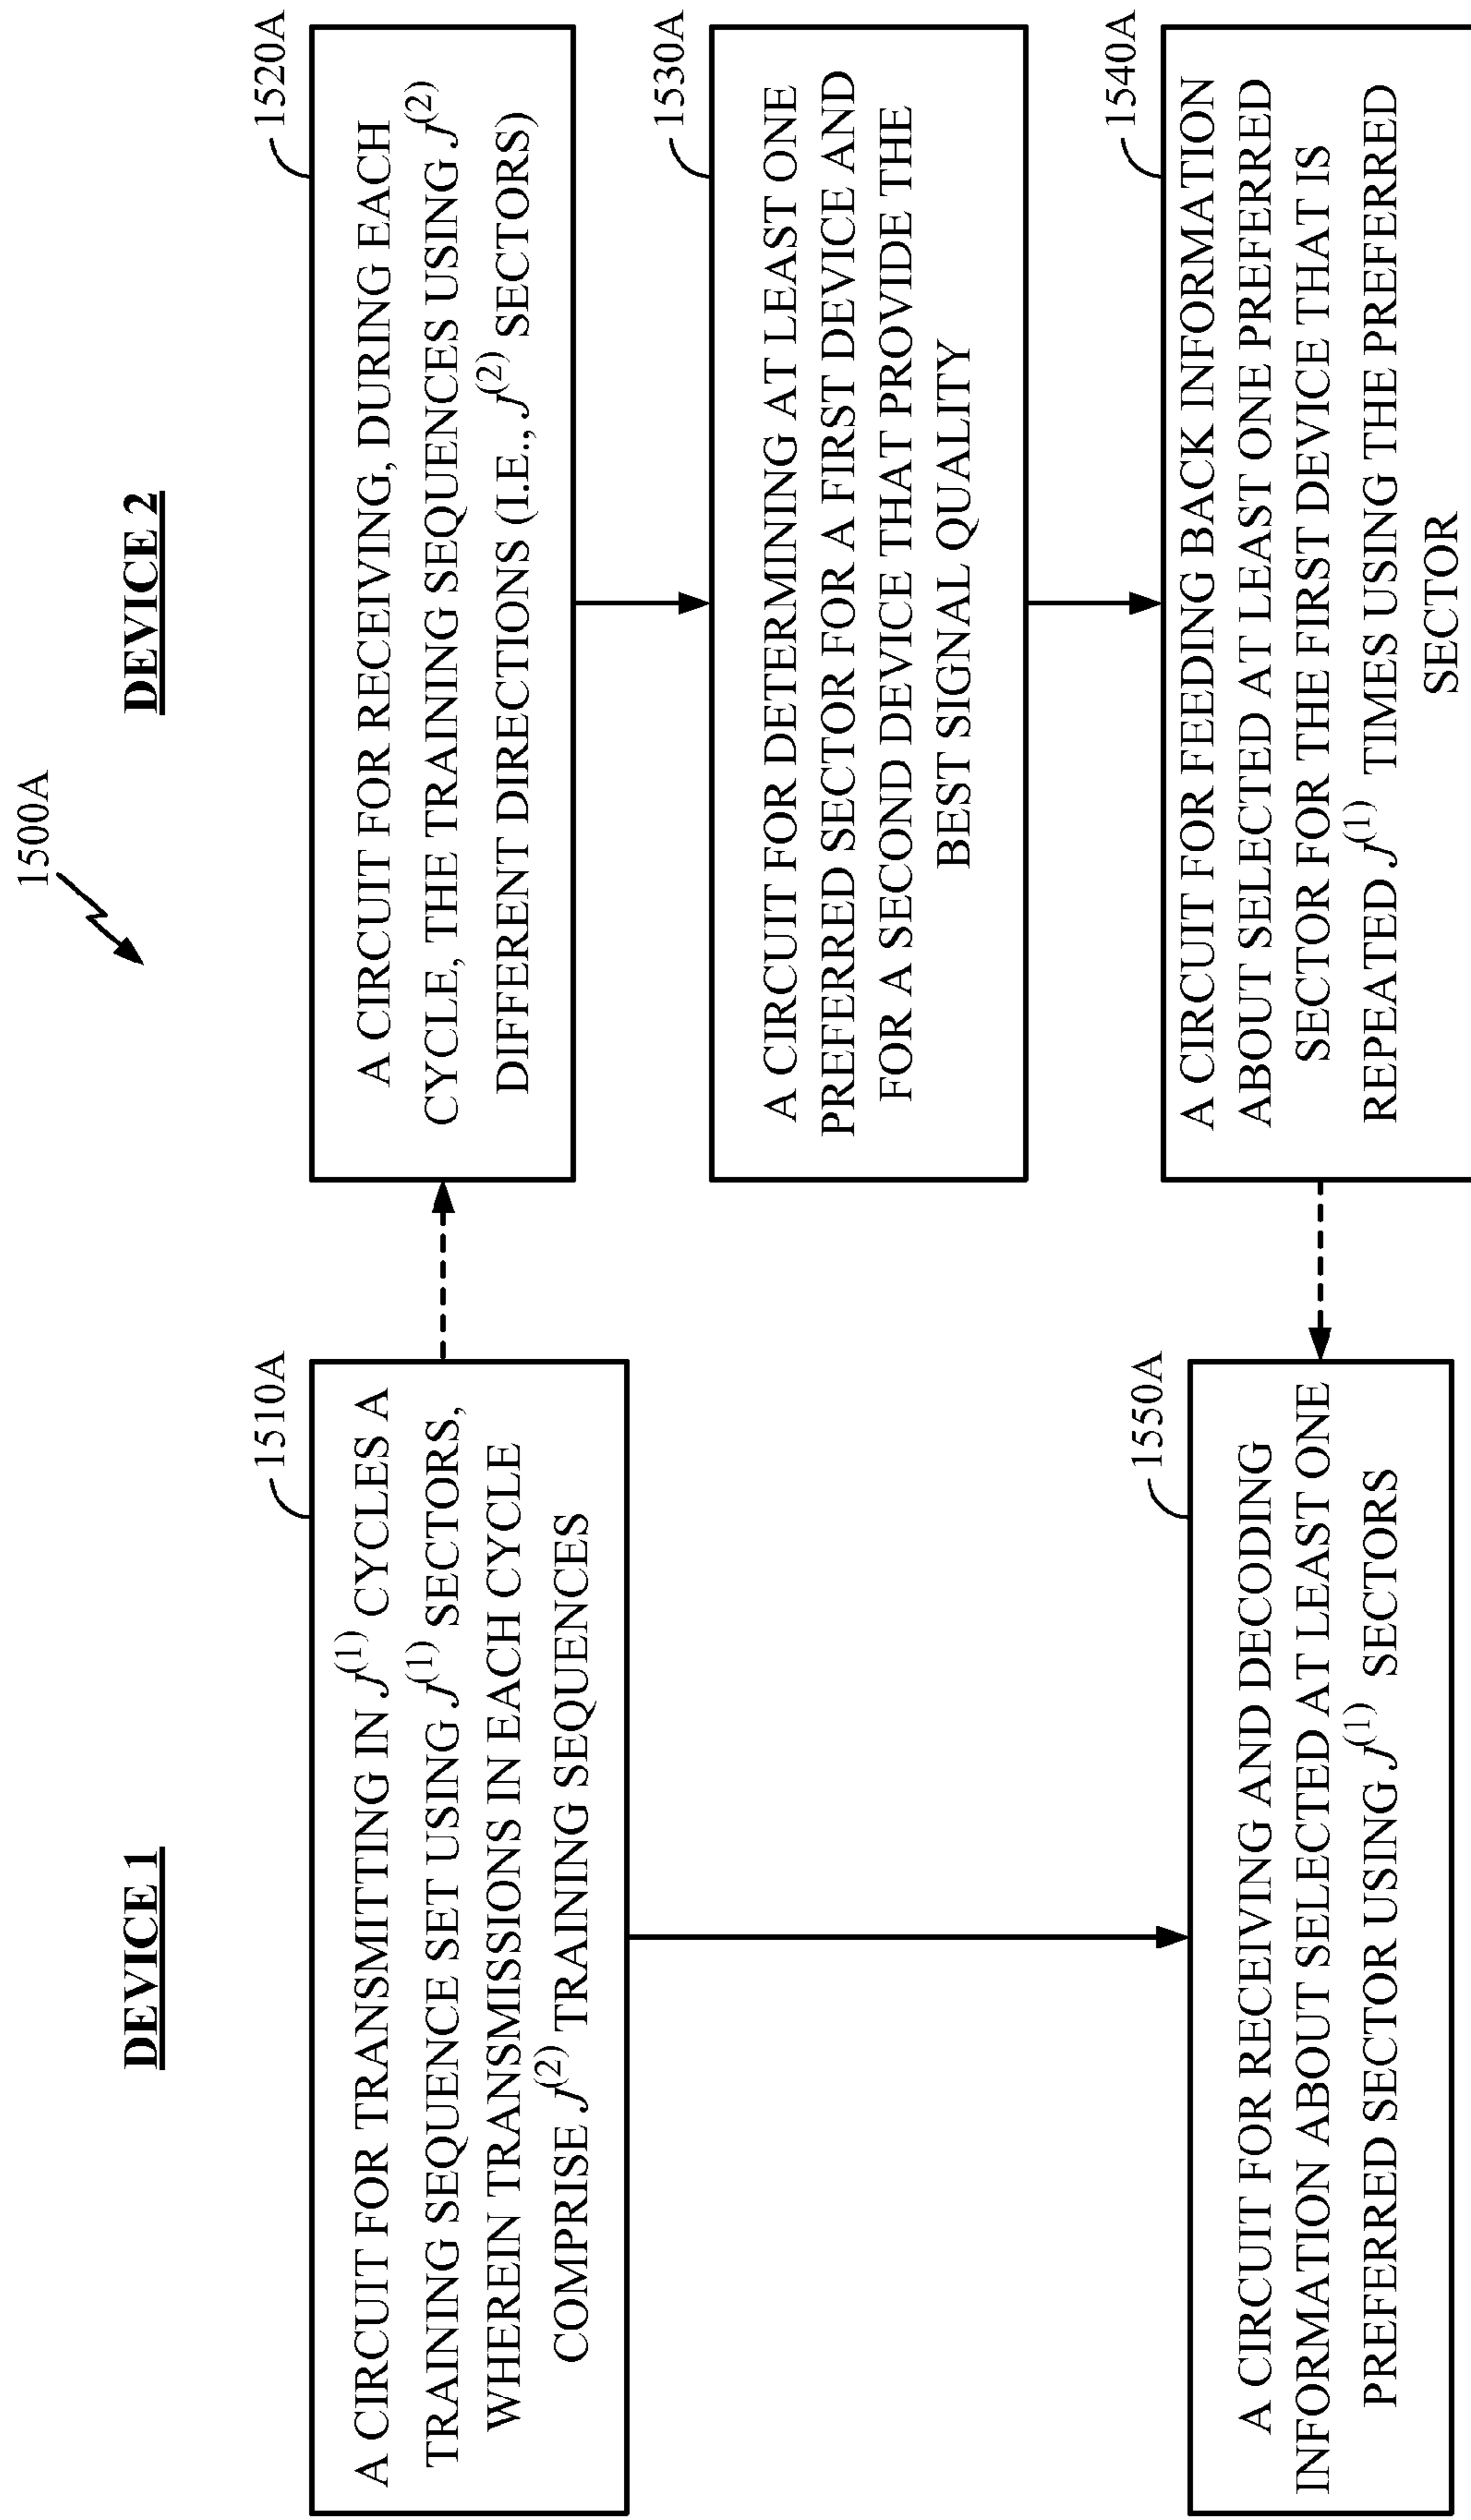 1500A
DEVICE 1
DEVICE 2
1510A
A CIRCUIT FOR TRANSMITTING IN J(1) CYCLES A
TRAINING SEQUENCE SET USING J(1) SECTORS,
WHEREIN TRANSMISSIONS IN EACH CYCLE
COMPRISE J(2) TRAINING SEQUENCES
1520A
A CIRCUIT FOR RECEIVING, DURING EACH
CYCLE, THE TRAINING SEQUENCES USING J(2)
DIFFERENT DIRECTIONS (I.E., J(2) SECTORS)
1530A
A CIRCUIT FOR DETERMINING AT LEAST ONE
PREFERRED SECTOR FOR A FIRST DEVICE AND
FOR A SECOND DEVICE THAT PROVIDE THE
BEST SIGNAL QUALITY
1540A
A CIRCUIT FOR FEEDING BACK INFORMATION
ABOUT SELECTED AT LEAST ONE PREFERRED
SECTOR FOR THE FIRST DEVICE THAT IS
REPEATED J(1) TIMES USING THE PREFERRED
SECTOR
1550A
A CIRCUIT FOR RECEIVING AND DECODING
INFORMATION ABOUT SELECTED AT LEAST ONE
PREFERRED SECTOR USING J(1) SECTORS